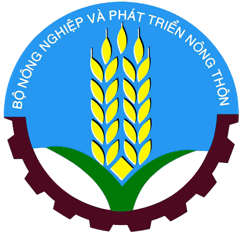 BỘ NÔNG NGHIỆP VÀ PHÁT TRIỂN NÔNG THÔN